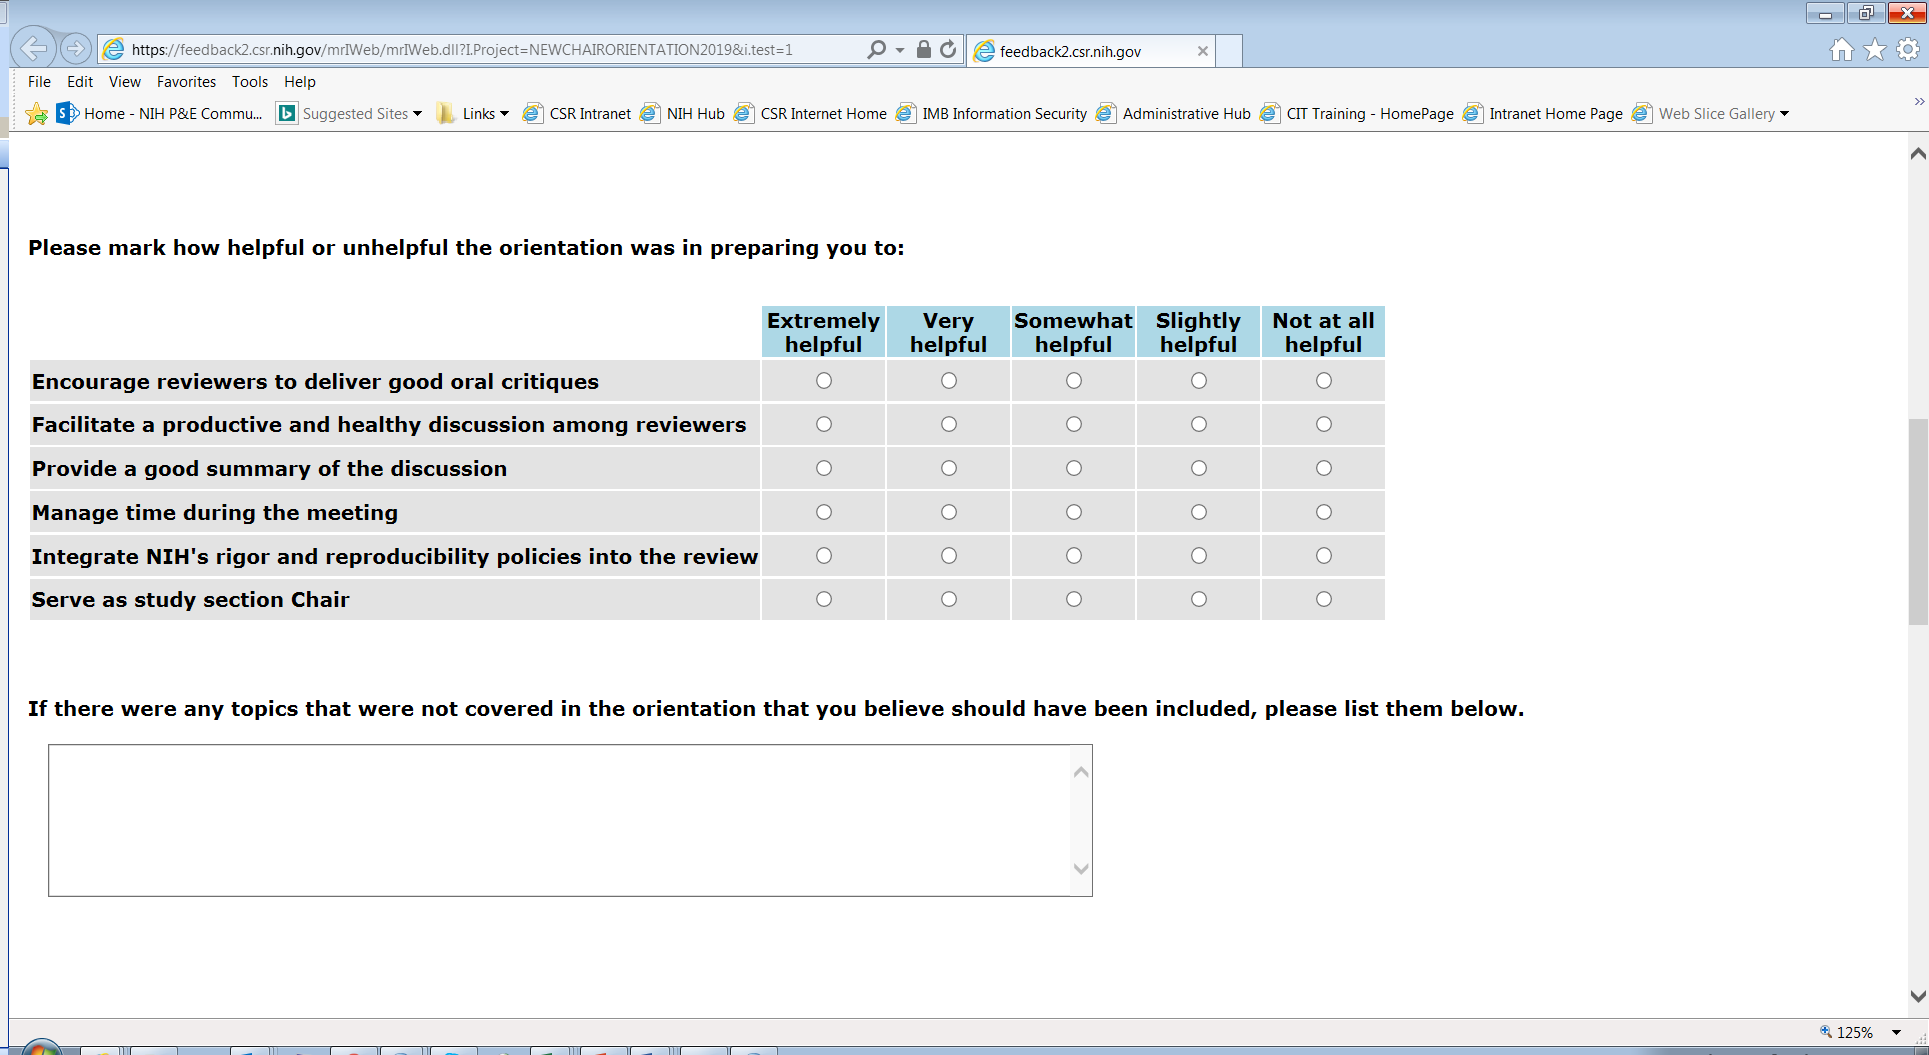 https://feedback2.csr.nih.gov/mrIWeb/mrIWeb.dll?I.Project=NEWCHAIRORIENTATION2019&i.test=1
feedback2.csr.nih.gov
File Edit View Favorites Tools Help
Home - NIH P&E Commu... Suggested Sites Links CSR Intranet NIH Hub CSR Internet Home IMB Information Security Administrative Hub CIT Training - HomePage Intranet Home Page Web Slice Gallery
Please mark how helpful or unhelpful the orientation was in preparing you to:
Extremely helpful Very helpful Somewhat helpful Slightly helpful Not at all helpful
Encourage reviewers to deliver good oral critiques
Facilitate a productive and healthy discussion among reviewers
Provide a good summary of the discussion
Manage time during the meeting
Integrate NIH's rigor and reproducibility policies into the review
Serve as study section Chair
If there were any topics that were not covered in the orientation that you believe should have been included, please list them below.
125%